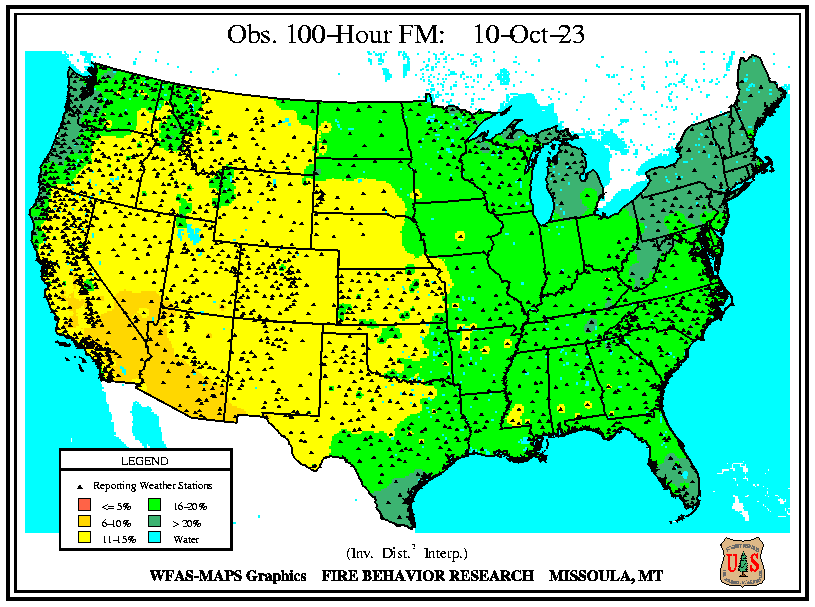 Obs. 100-Hour FM: 10-Oct-23
LEGEND
Reporting Weather Stations
<= 5% 16-20%
6-10% > 20%
11-15% Water
(Inv. Dist.² Interp.)
WFAS-MAPS Graphics FIRE BEHAVIOR RESEARCH MISSOULA, MT
U S